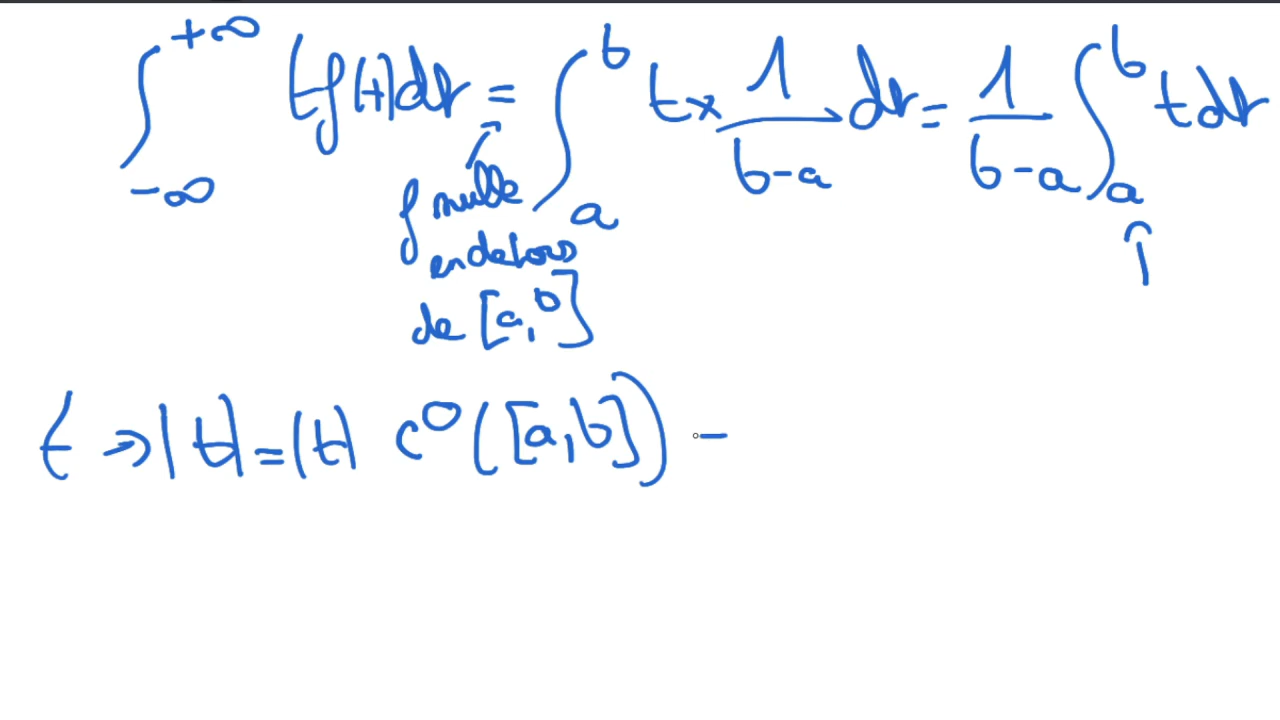 ∫_{-∞}^{+∞} t f(t) dt = ∫_a^b t × 1/(b-a) dt = 1/(b-a) ∫_a^b t dt
f nulle
en dehors
de [a,b]
t → |t| = |t| C⁰([a,b]) -